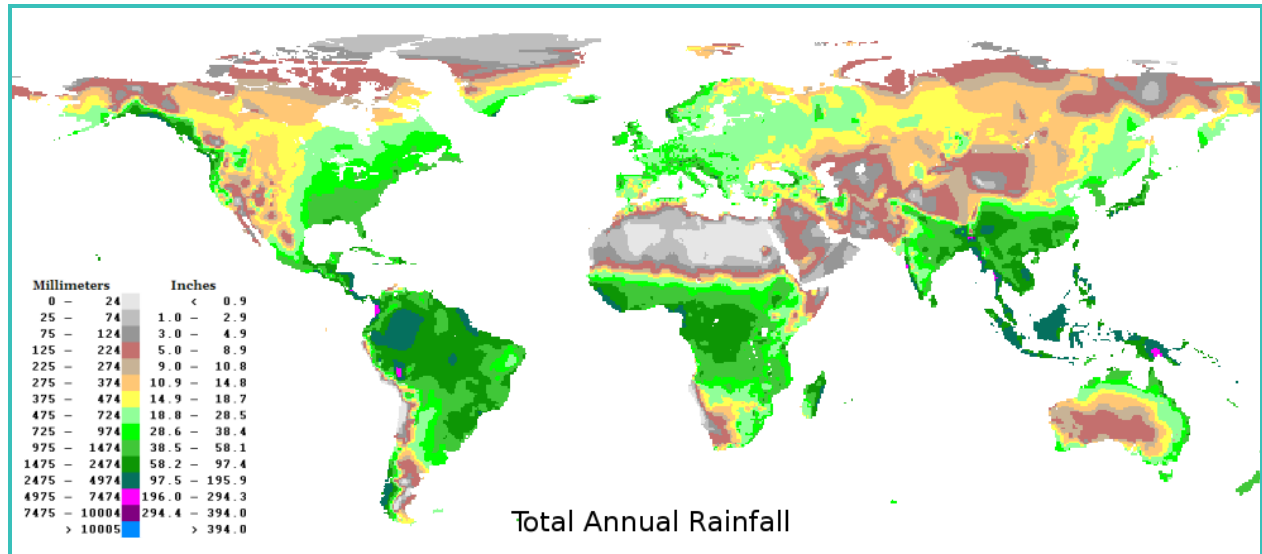 Millimeters Inches
0 – 24 < 0.9
25 – 74 1.0 – 2.9
75 – 124 3.0 – 4.9
125 – 224 5.0 – 8.9
225 – 274 9.0 – 10.8
275 – 374 10.9 – 14.8
375 – 474 14.9 – 18.7
475 – 724 18.8 – 28.5
725 – 974 28.6 – 38.4
975 – 1474 38.5 – 58.1
1475 – 2474 58.2 – 97.4
2475 – 4974 97.5 – 195.9
4975 – 7474 196.0 – 294.3
7475 – 10004 294.4 – 394.0
> 10005 > 394.0
Total Annual Rainfall